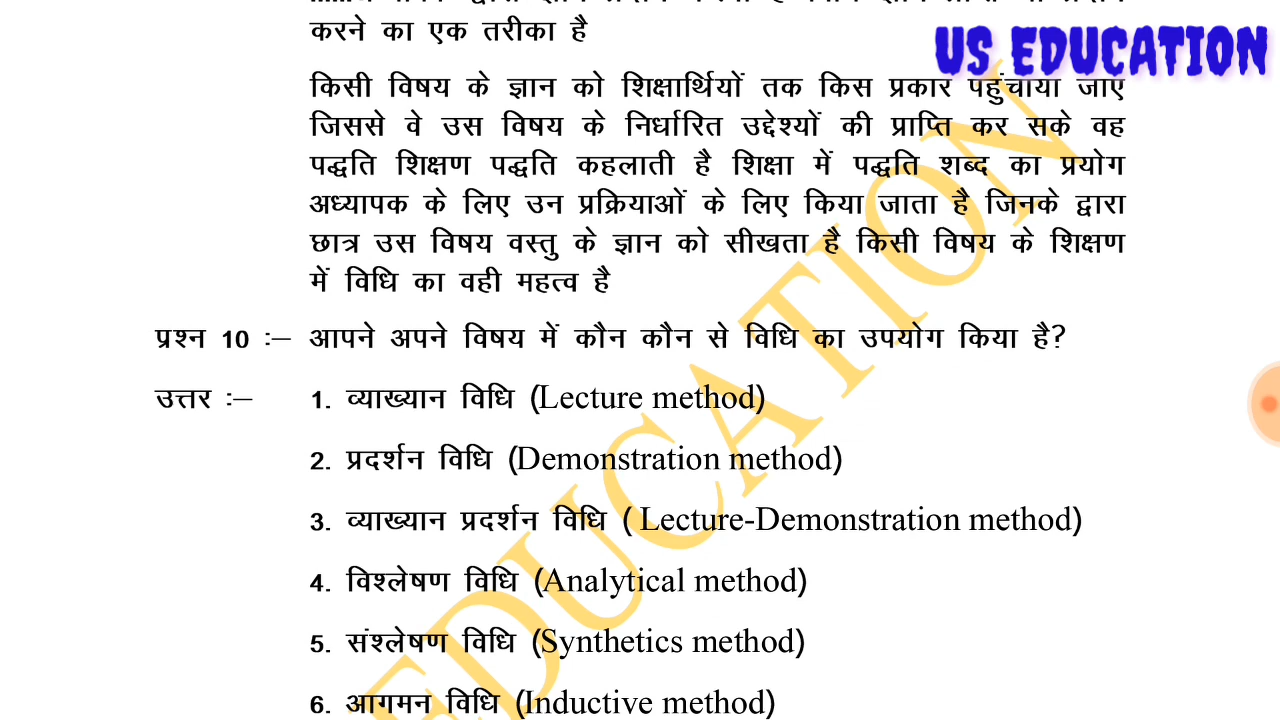 करने का एक तरीका है
US EDUCATION
किसी विषय के ज्ञान को शिक्षार्थियों तक किस प्रकार पहुंचाया जाए
जिससे वे उस विषय के निर्धारित उद्देश्यों की प्राप्ति कर सके वह
पद्धति शिक्षण पद्धति कहलाती है शिक्षा में पद्धति शब्द का प्रयोग
अध्यापक के लिए उन प्रक्रियाओं के लिए किया जाता है जिनके द्वारा
छात्र उस विषय वस्तु के ज्ञान को सीखता है किसी विषय के शिक्षण
में विधि का वही महत्व है
प्रश्न 10 :– आपने अपने विषय में कौन कौन से विधि का उपयोग किया है?
उत्तर :– 1. व्याख्यान विधि (Lecture method)
2. प्रदर्शन विधि (Demonstration method)
3. व्याख्यान प्रदर्शन विधि ( Lecture-Demonstration method)
4. विश्लेषण विधि (Analytical method)
5. संश्लेषण विधि (Synthetics method)
6. आगमन विधि (Inductive method)
EDUCATION